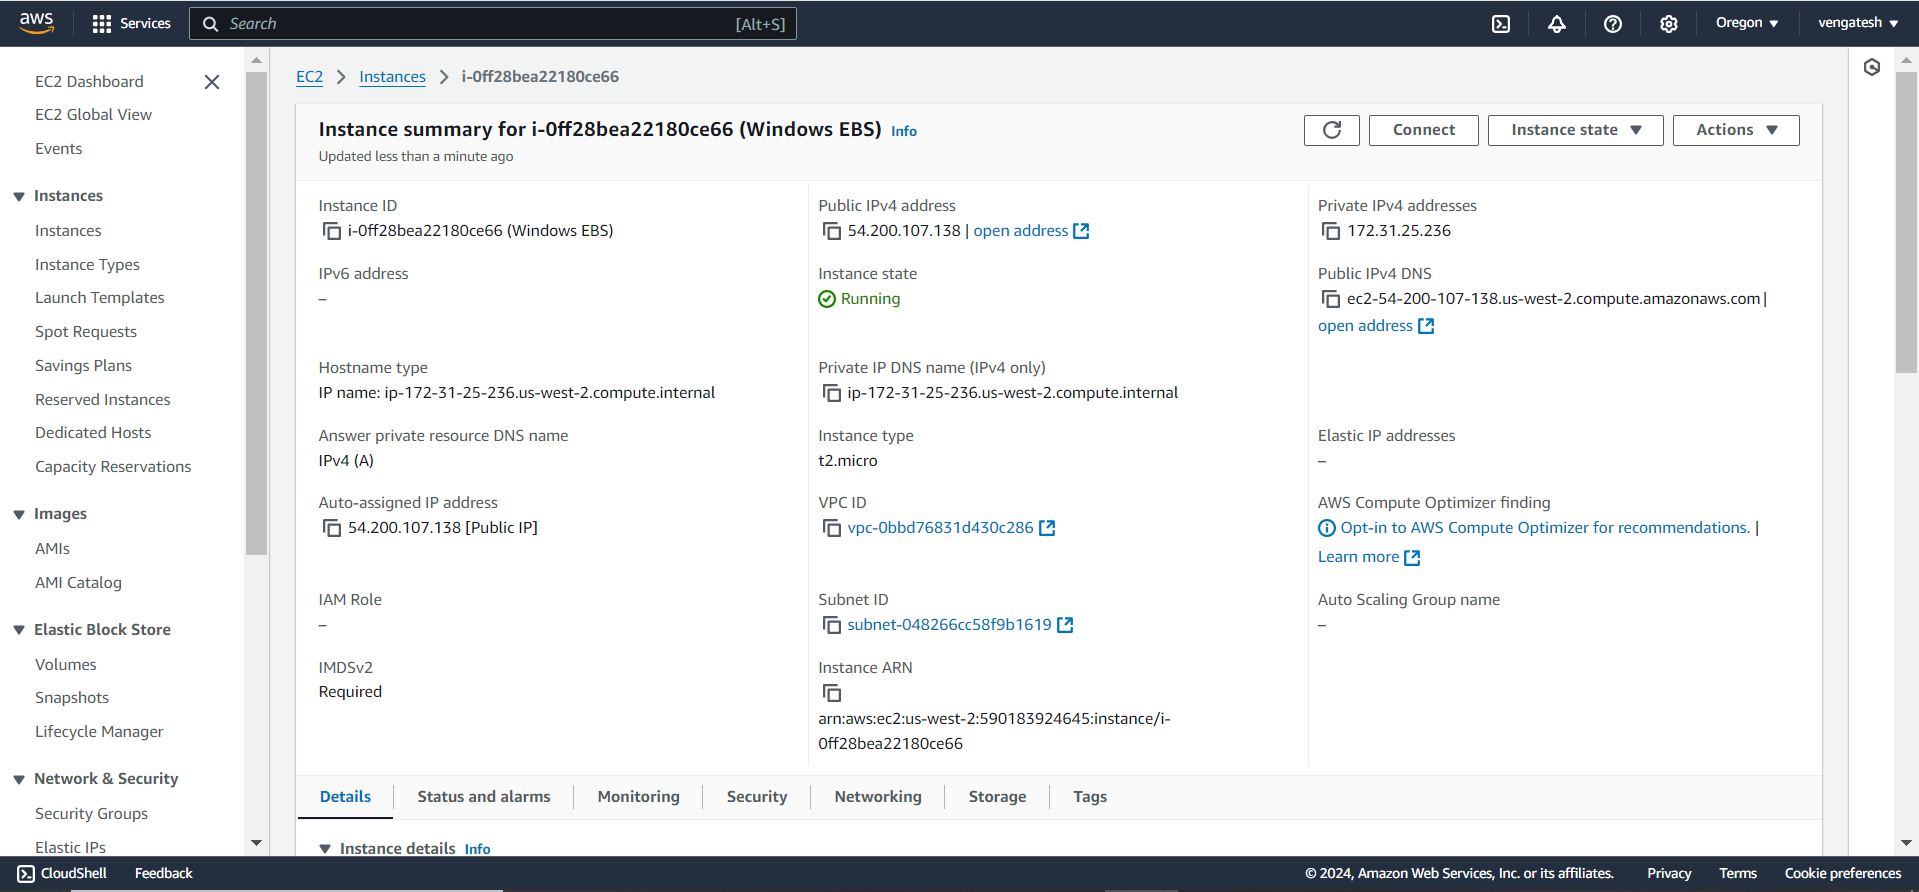 aws
Services
Search
[Alt+S]
Oregon
vengatesh
EC2 Dashboard
EC2 Global View
Events
Instances
Instances
Instance Types
Launch Templates
Spot Requests
Savings Plans
Reserved Instances
Dedicated Hosts
Capacity Reservations
Images
AMIs
AMI Catalog
Elastic Block Store
Volumes
Snapshots
Lifecycle Manager
Network & Security
Security Groups
Elastic IPs
EC2 > Instances > i-0ff28bea22180ce66
Instance summary for i-0ff28bea22180ce66 (Windows EBS) Info
Updated less than a minute ago
Connect
Instance state
Actions
Instance ID
i-0ff28bea22180ce66 (Windows EBS)
Public IPv4 address
54.200.107.138 | open address
Private IPv4 addresses
172.31.25.236
IPv6 address
–
Instance state
Running
Public IPv4 DNS
ec2-54-200-107-138.us-west-2.compute.amazonaws.com |
open address
Hostname type
IP name: ip-172-31-25-236.us-west-2.compute.internal
Private IP DNS name (IPv4 only)
ip-172-31-25-236.us-west-2.compute.internal
Answer private resource DNS name
IPv4 (A)
Instance type
t2.micro
Elastic IP addresses
–
Auto-assigned IP address
54.200.107.138 [Public IP]
VPC ID
vpc-0bbd76831d430c286
AWS Compute Optimizer finding
Opt-in to AWS Compute Optimizer for recommendations. |
Learn more
IAM Role
–
Subnet ID
subnet-048266cc58f9b1619
Auto Scaling Group name
–
IMDSv2
Required
Instance ARN
arn:aws:ec2:us-west-2:590183924645:instance/i-
0ff28bea22180ce66
Details
Status and alarms
Monitoring
Security
Networking
Storage
Tags
Instance details Info
CloudShell
Feedback
© 2024, Amazon Web Services, Inc. or its affiliates.
Privacy
Terms
Cookie preferences